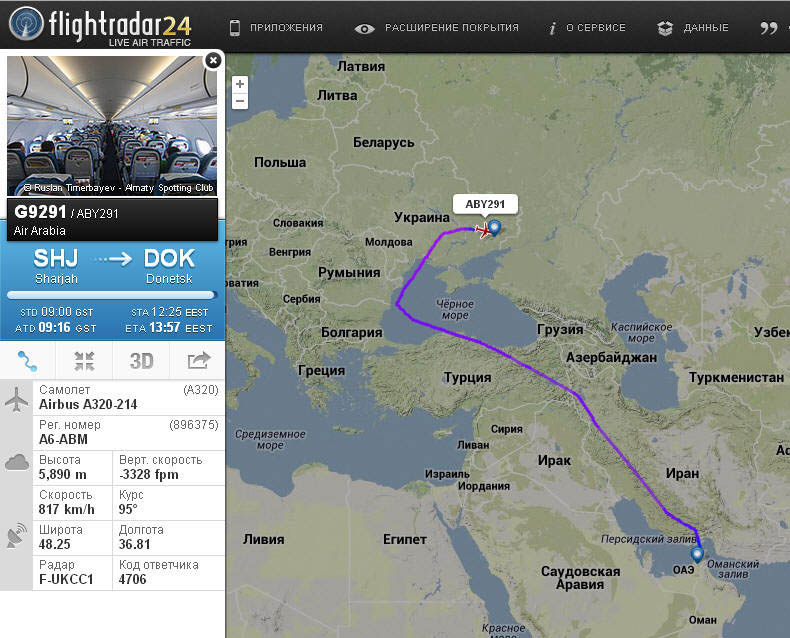 flightradar24
LIVE AIR TRAFFIC
ПРИЛОЖЕНИЯ
РАСШИРЕНИЕ ПОКРЫТИЯ
О СЕРВИСЕ
ДАННЫЕ
© Ruslan Timerbayev - Almaty Spotting Club
G9291 / ABY291
Air Arabia
SHJ DOK
Sharjah Donetsk
STD 09:00 GST STA 12:25 EEST
ATD 09:16 GST ETA 13:57 EEST
3D
Самолет (A320)
Airbus A320-214
Рег. номер (896375)
A6-ABM
Высота Верт. скорость
5,890 m -3328 fpm
Скорость Курс
817 km/h 95°
Широта Долгота
48.25 36.81
Радар Код ответчика
F-UKCC1 4706
+
−
Латвия
Литва
Беларусь
Польша
ABY291
Украина
Словакия
Молдова
трия
Венгрия
Румыния
рватия
Сербия
Чёрное
море
Болгария
Грузия
Каспийское
море
Узбек
Азербайджан
Греция
Турция
Туркменистан
Средиземное
море
Сирия
Ливан
Ирак
Иран
Израиль
Иордания
Ливия
Египет
Персидский залив
ОАЭ
Оманский
залив
Саудовская
Аравия
Оман
Красное
море